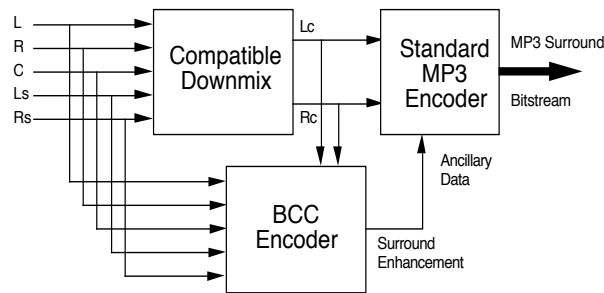 L
R
C
Ls
Rs
Compatible
Downmix
Lc
Rc
Standard
MP3
Encoder
MP3 Surround
Bitstream
BCC
Encoder
Surround
Enhancement
Ancillary
Data